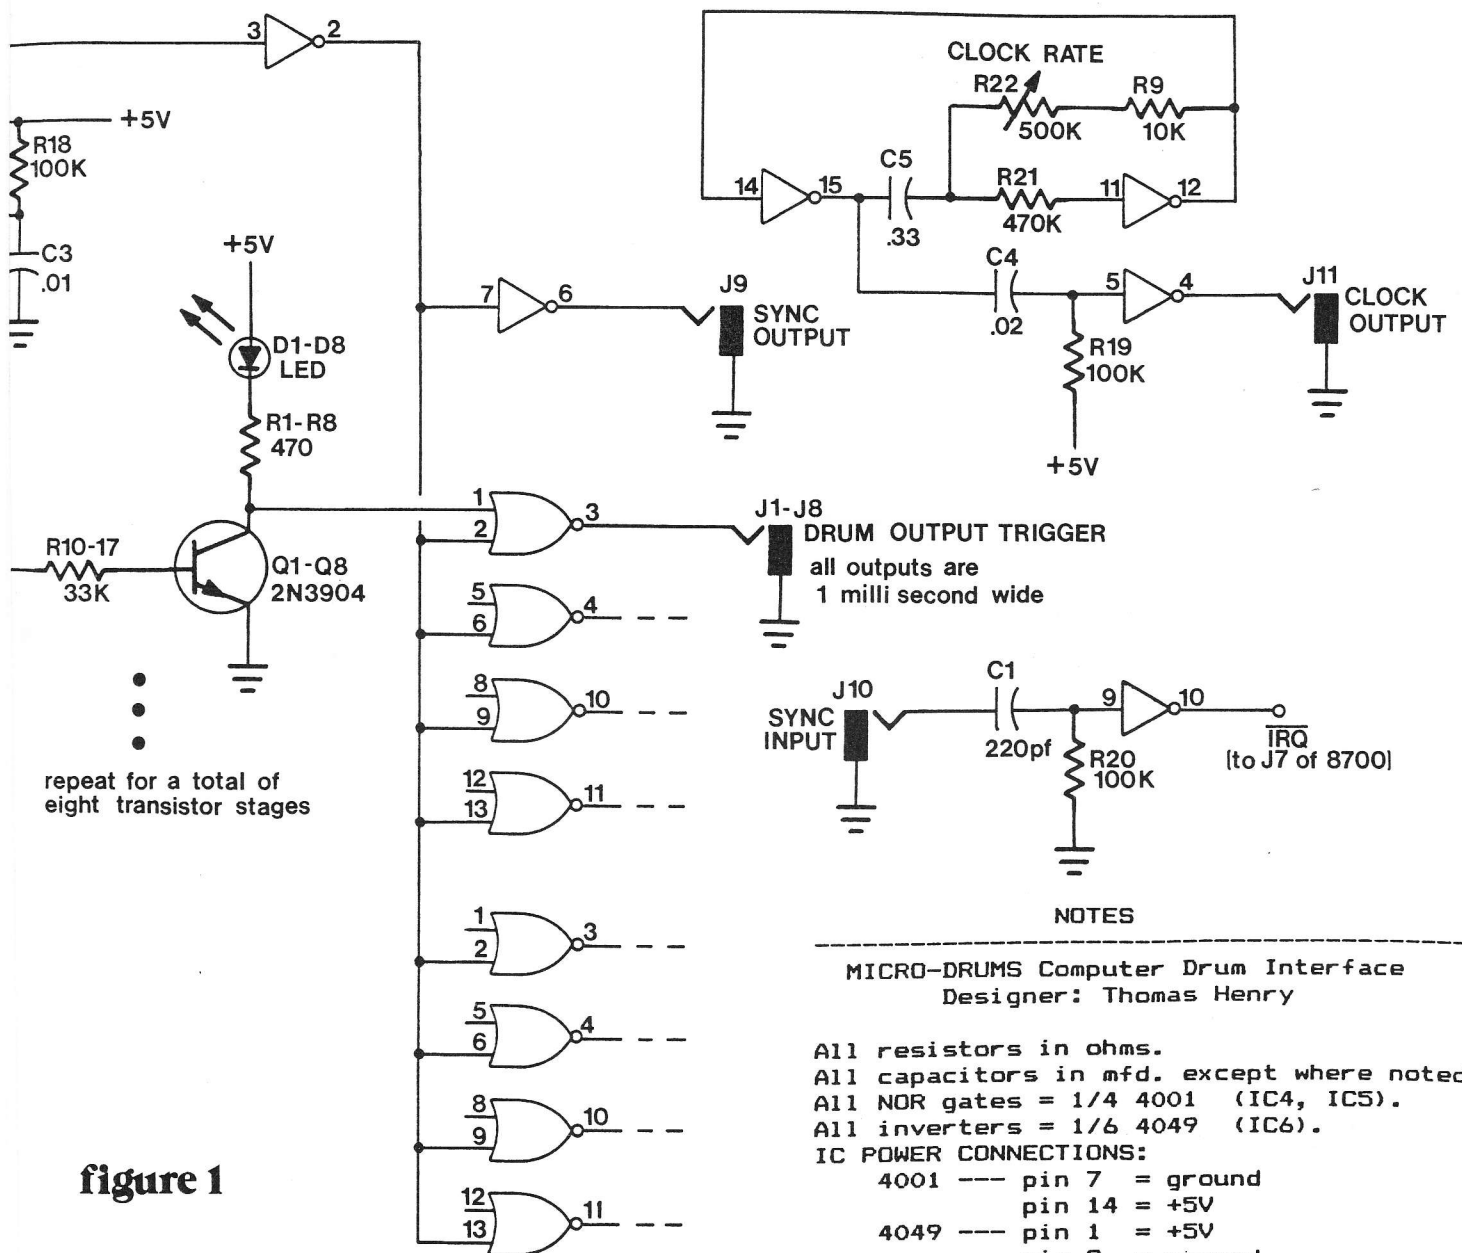 3
2
+5V
R18
100K
C3
.01
+5V
D1-D8
LED
R1-R8
470
R10-17
33K
Q1-Q8
2N3904
repeat for a total of
eight transistor stages
CLOCK RATE
R22
500K
R9
10K
14
15
C5
.33
R21
470K
11
12
C4
.02
5
4
J11
CLOCK
OUTPUT
R19
100K
+5V
7
6
J9
SYNC
OUTPUT
1
2
3
J1-J8
DRUM OUTPUT TRIGGER
all outputs are
1 milli second wide
5
6
4
8
9
10
12
13
11
1
2
3
5
6
4
8
9
10
12
13
11
J10
SYNC
INPUT
C1
220pf
9
10
R20
100K
IRQ
(to J7 of 8700)
NOTES
MICRO-DRUMS Computer Drum Interface
Designer: Thomas Henry
All resistors in ohms.
All capacitors in mfd. except where noted
All NOR gates = 1/4 4001 (IC4, IC5).
All inverters = 1/6 4049 (IC6).
IC POWER CONNECTIONS:
4001 --- pin 7 = ground
pin 14 = +5V
4049 --- pin 1 = +5V
figure 1